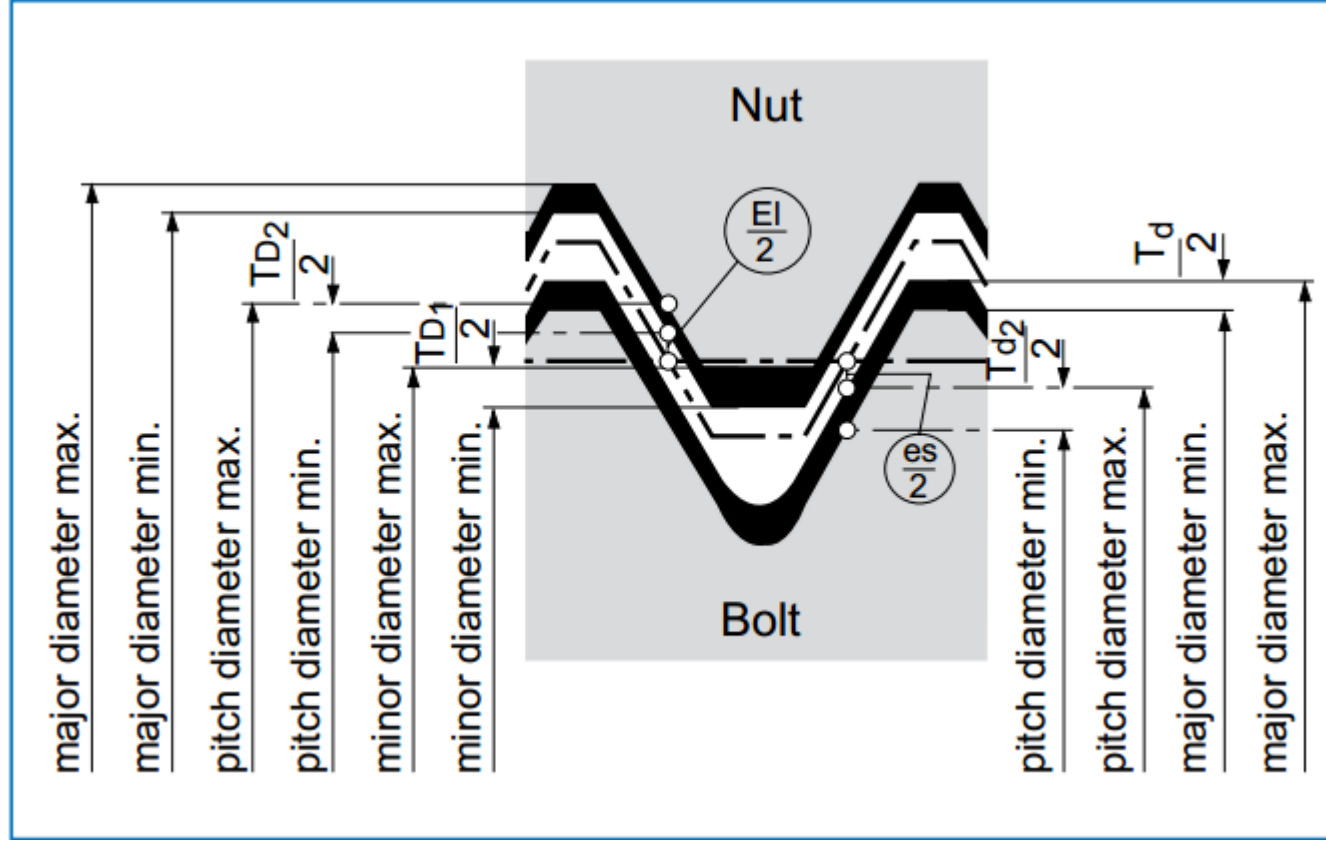 Nut
EI
2
TD2
2
TD1
2
Td
2
Td2
2
es
2
major diameter max.
major diameter min.
pitch diameter max.
pitch diameter min.
minor diameter max.
minor diameter min.
Bolt
pitch diameter min.
pitch diameter max.
major diameter min.
major diameter max.